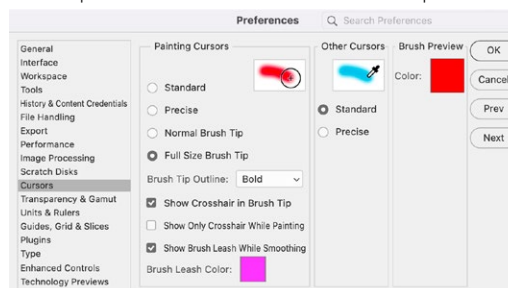 Preferences
Search Preferences
General
Interface
Workspace
Tools
History & Content Credentials
File Handling
Export
Performance
Image Processing
Scratch Disks
Cursors
Transparency & Gamut
Units & Rulers
Guides, Grid & Slices
Plugins
Type
Enhanced Controls
Technology Previews
Painting Cursors
Standard
Precise
Normal Brush Tip
Full Size Brush Tip
Brush Tip Outline: Bold
Show Crosshair in Brush Tip
Show Only Crosshair While Painting
Show Brush Leash While Smoothing
Brush Leash Color:
Other Cursors
Standard
Precise
Brush Preview
Color:
OK
Cancel
Prev
Next